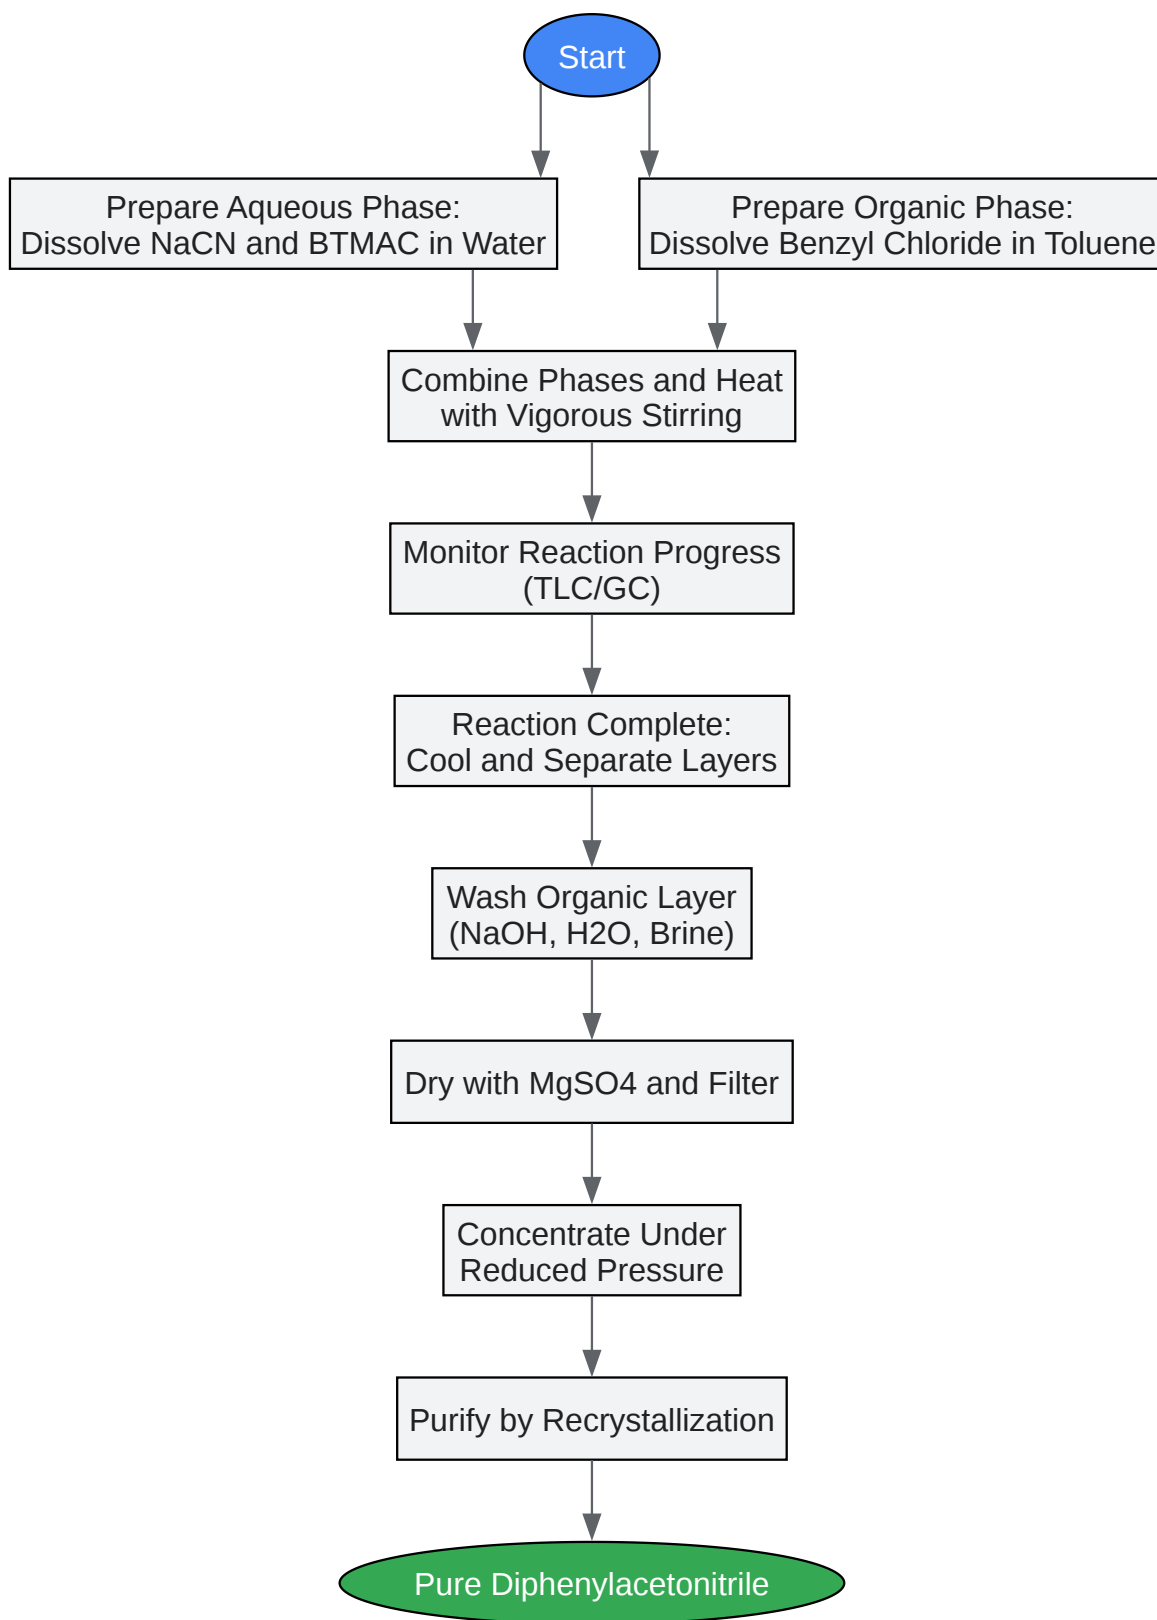 Start
Prepare Aqueous Phase:
Dissolve NaCN and BTMAC in Water
Prepare Organic Phase:
Dissolve Benzyl Chloride in Toluene
Combine Phases and Heat
with Vigorous Stirring
Monitor Reaction Progress
(TLC/GC)
Reaction Complete:
Cool and Separate Layers
Wash Organic Layer
(NaOH, H2O, Brine)
Dry with MgSO4 and Filter
Concentrate Under
Reduced Pressure
Purify by Recrystallization
Pure Diphenylacetonitrile